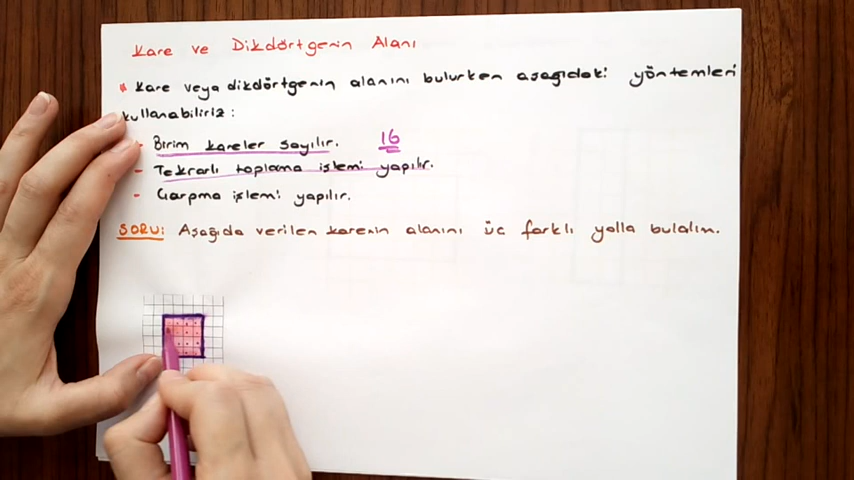 Kare ve Dikdörtgenin Alanı
* Kare veya dikdörtgenin alanını bulurken aşağıdaki yöntemleri
kullanabiliriz:
- Birim kareler sayılır. 16
- Tekrarlı toplama işlemi yapılır.
- Çarpma işlemi yapılır.
SORU: Aşağıda verilen karenin alanını üç farklı yolla bulalım.